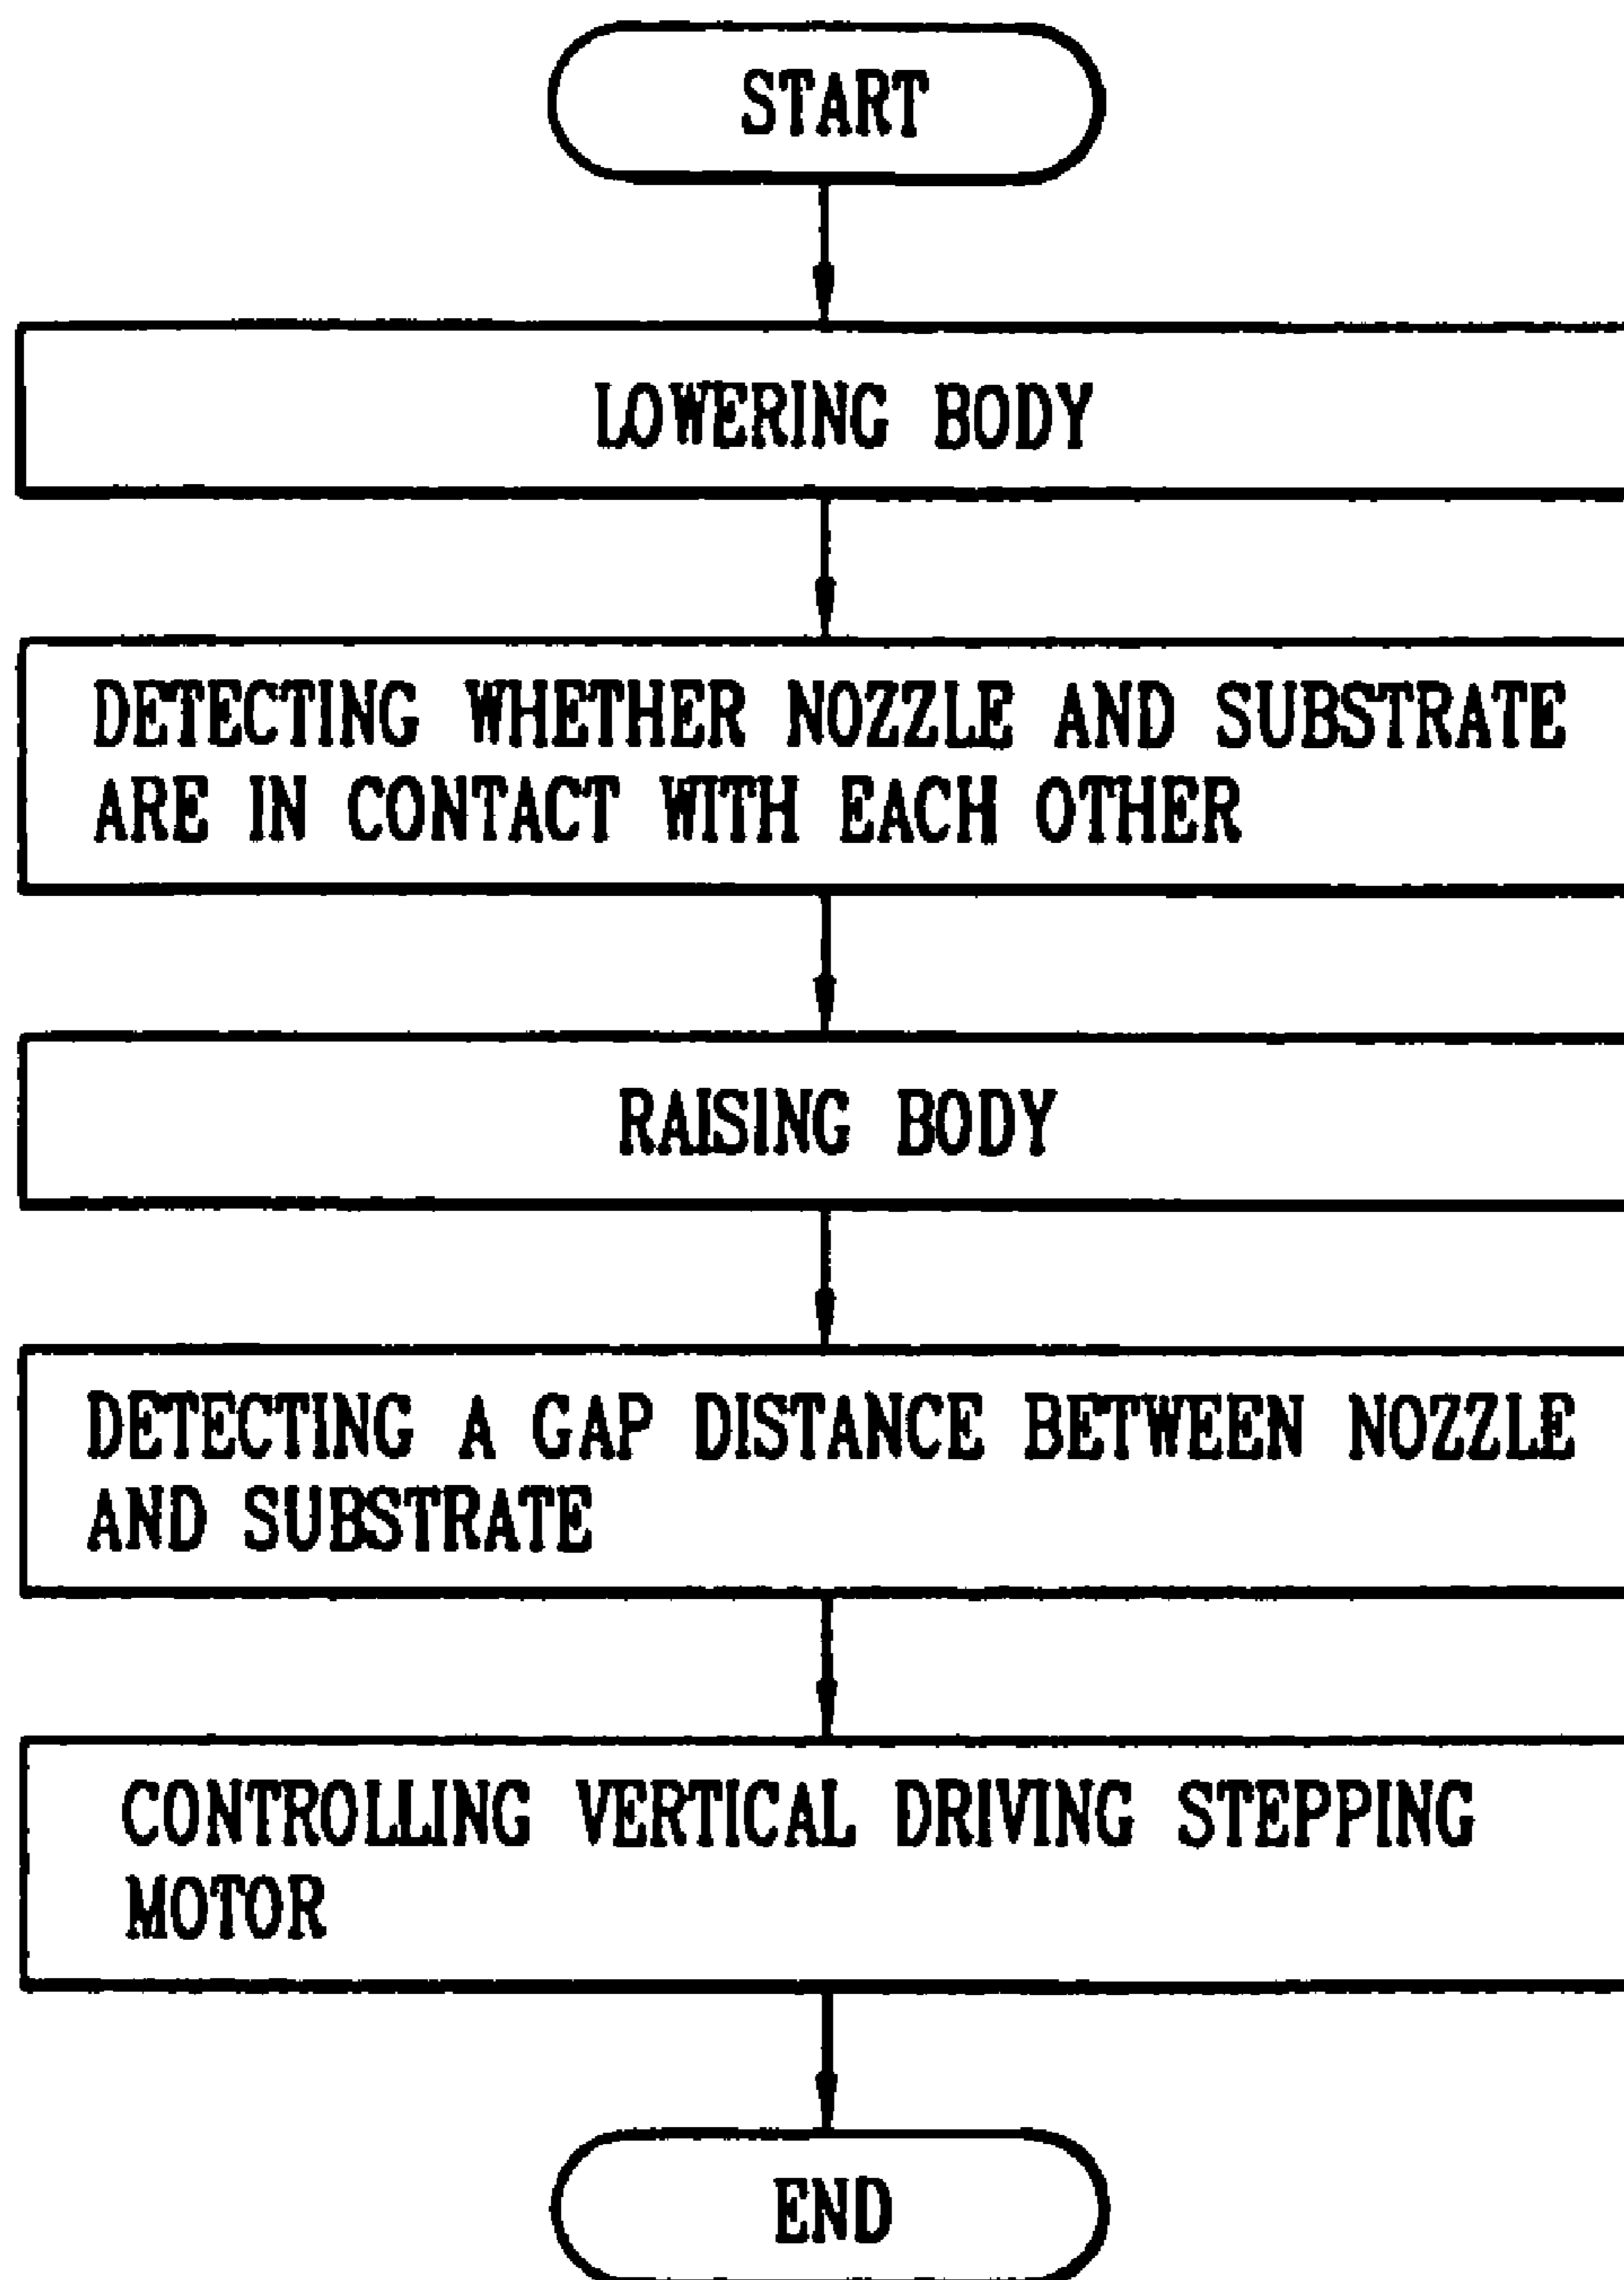 START
LOWERING BODY
DETECTING WHETHER NOZZLE AND SUBSTRATE
ARE IN CONTACT WITH EACH OTHER
RAISING BODY
DETECTING A GAP DISTANCE BETWEEN NOZZLE
AND SUBSTRATE
CONTROLLING VERTICAL DRIVING STEPPING
MOTOR
END